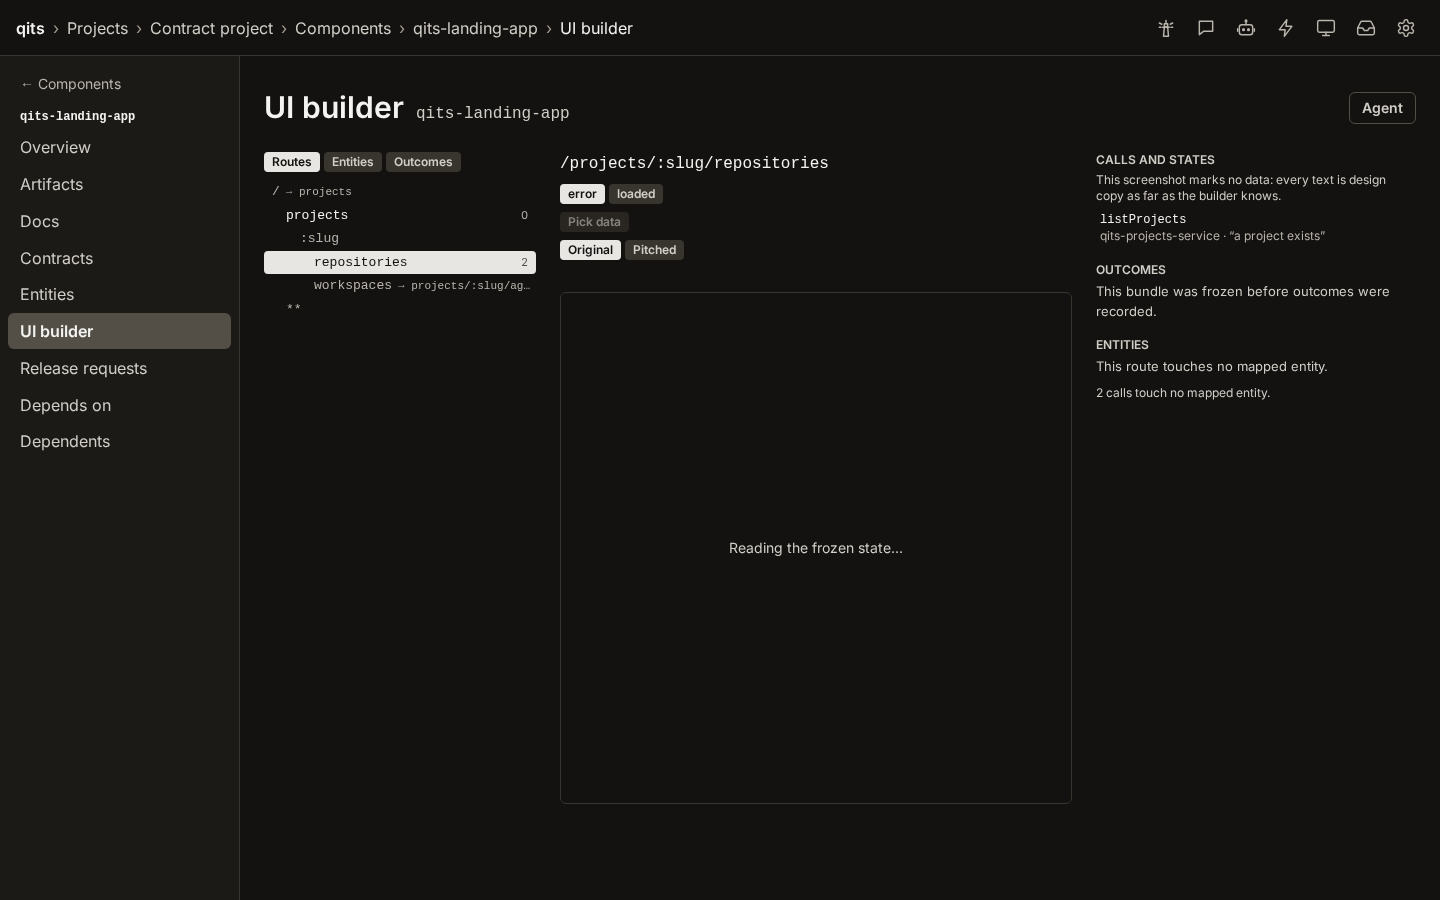 qits › Projects › Contract project › Components › qits-landing-app › UI builder
← Components
qits-landing-app
Overview
Artifacts
Docs
Contracts
Entities
UI builder
Release requests
Depends on
Dependents
UI builder qits-landing-app
Agent
Routes Entities Outcomes
/ → projects
projects 0
:slug
repositories 2
workspaces → projects/:slug/ag…
**
/projects/:slug/repositories
error loaded
Pick data
Original Pitched
Reading the frozen state…
CALLS AND STATES
This screenshot marks no data: every text is design
copy as far as the builder knows.
listProjects
qits-projects-service · “a project exists”
OUTCOMES
This bundle was frozen before outcomes were
recorded.
ENTITIES
This route touches no mapped entity.
2 calls touch no mapped entity.